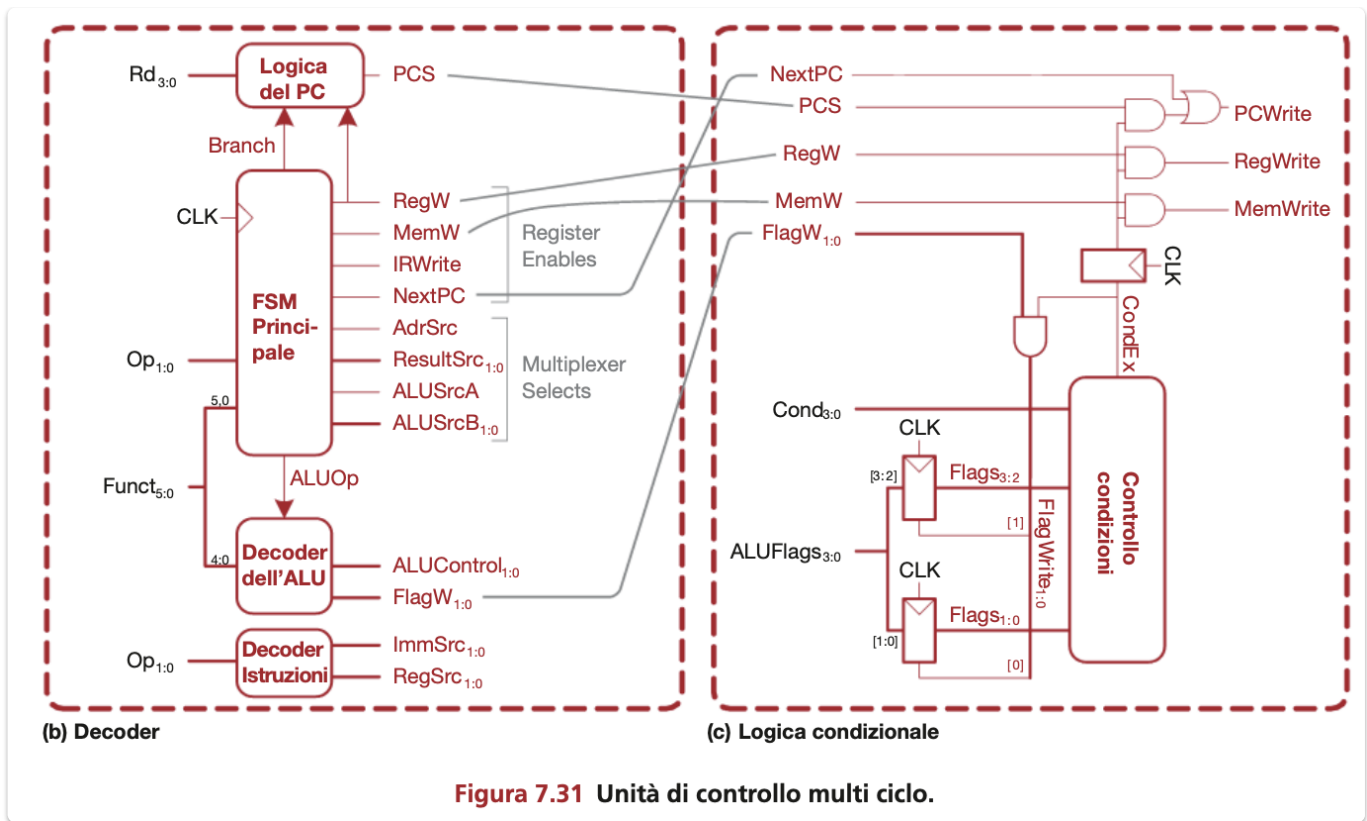 Rd3:0
Logica
del PC
PCS
Branch
CLK
FSM
Princi-
pale
RegW
MemW
IRWrite
NextPC
Register
Enables
AdrSrc
ResultSrc1:0
ALUSrcA
ALUSrcB1:0
Multiplexer
Selects
Op1:0
5,0
Funct5:0
ALUOp
4:0
Decoder
dell'ALU
ALUControl1:0
FlagW1:0
Op1:0
Decoder
Istruzioni
ImmSrc1:0
RegSrc1:0
(b) Decoder
NextPC
PCS
RegW
MemW
FlagW1:0
PCWrite
RegWrite
MemWrite
CLK
CondEx
Cond3:0
CLK
[3:2]
Flags3:2
[1]
ALUFlags3:0
FlagWrite1:0
CLK
[1:0]
Flags1:0
[0]
Controllo
condizioni
(c) Logica condizionale
Figura 7.31 Unità di controllo multi ciclo.